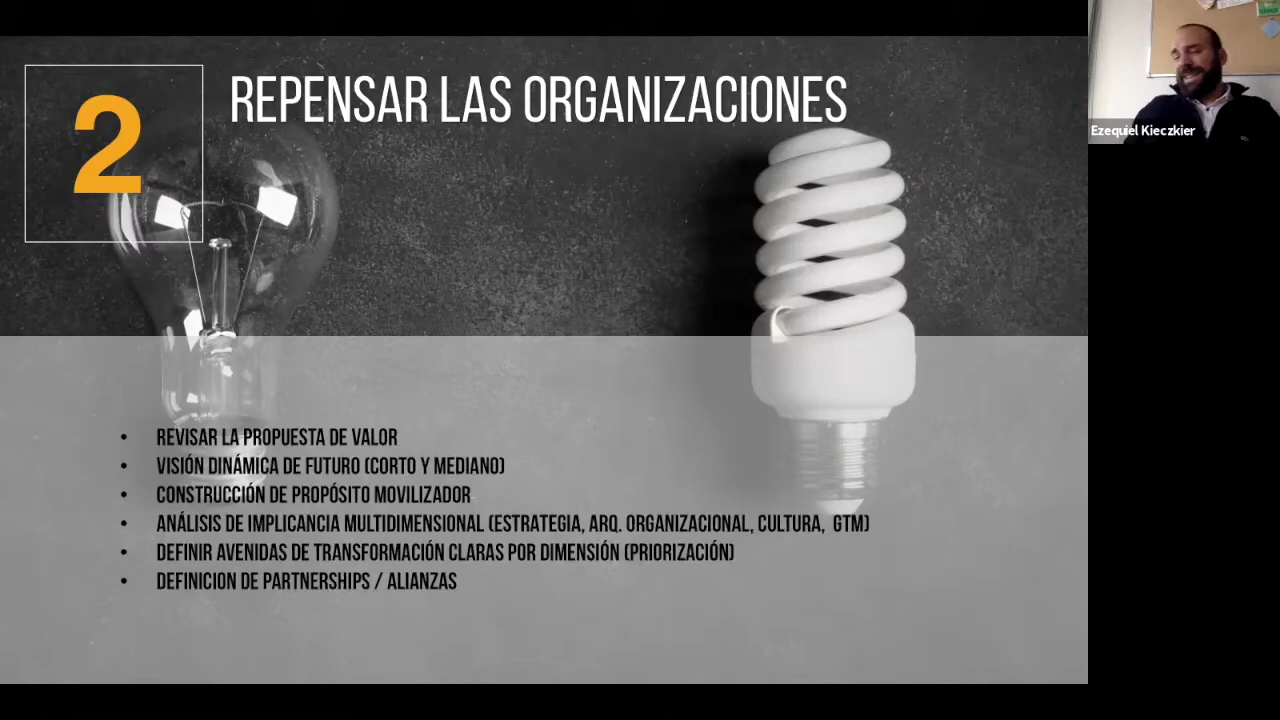 2
REPENSAR LAS ORGANIZACIONES
Ezequiel Kieczkier
• REVISAR LA PROPUESTA DE VALOR
• VISIÓN DINÁMICA DE FUTURO (CORTO Y MEDIANO)
• CONSTRUCCIÓN DE PROPÓSITO MOVILIZADOR
• ANÁLISIS DE IMPLICANCIA MULTIDIMENSIONAL (ESTRATEGIA, ARQ. ORGANIZACIONAL, CULTURA, GTM)
• DEFINIR AVENIDAS DE TRANSFORMACIÓN CLARAS POR DIMENSIÓN (PRIORIZACIÓN)
• DEFINICION DE PARTNERSHIPS / ALIANZAS